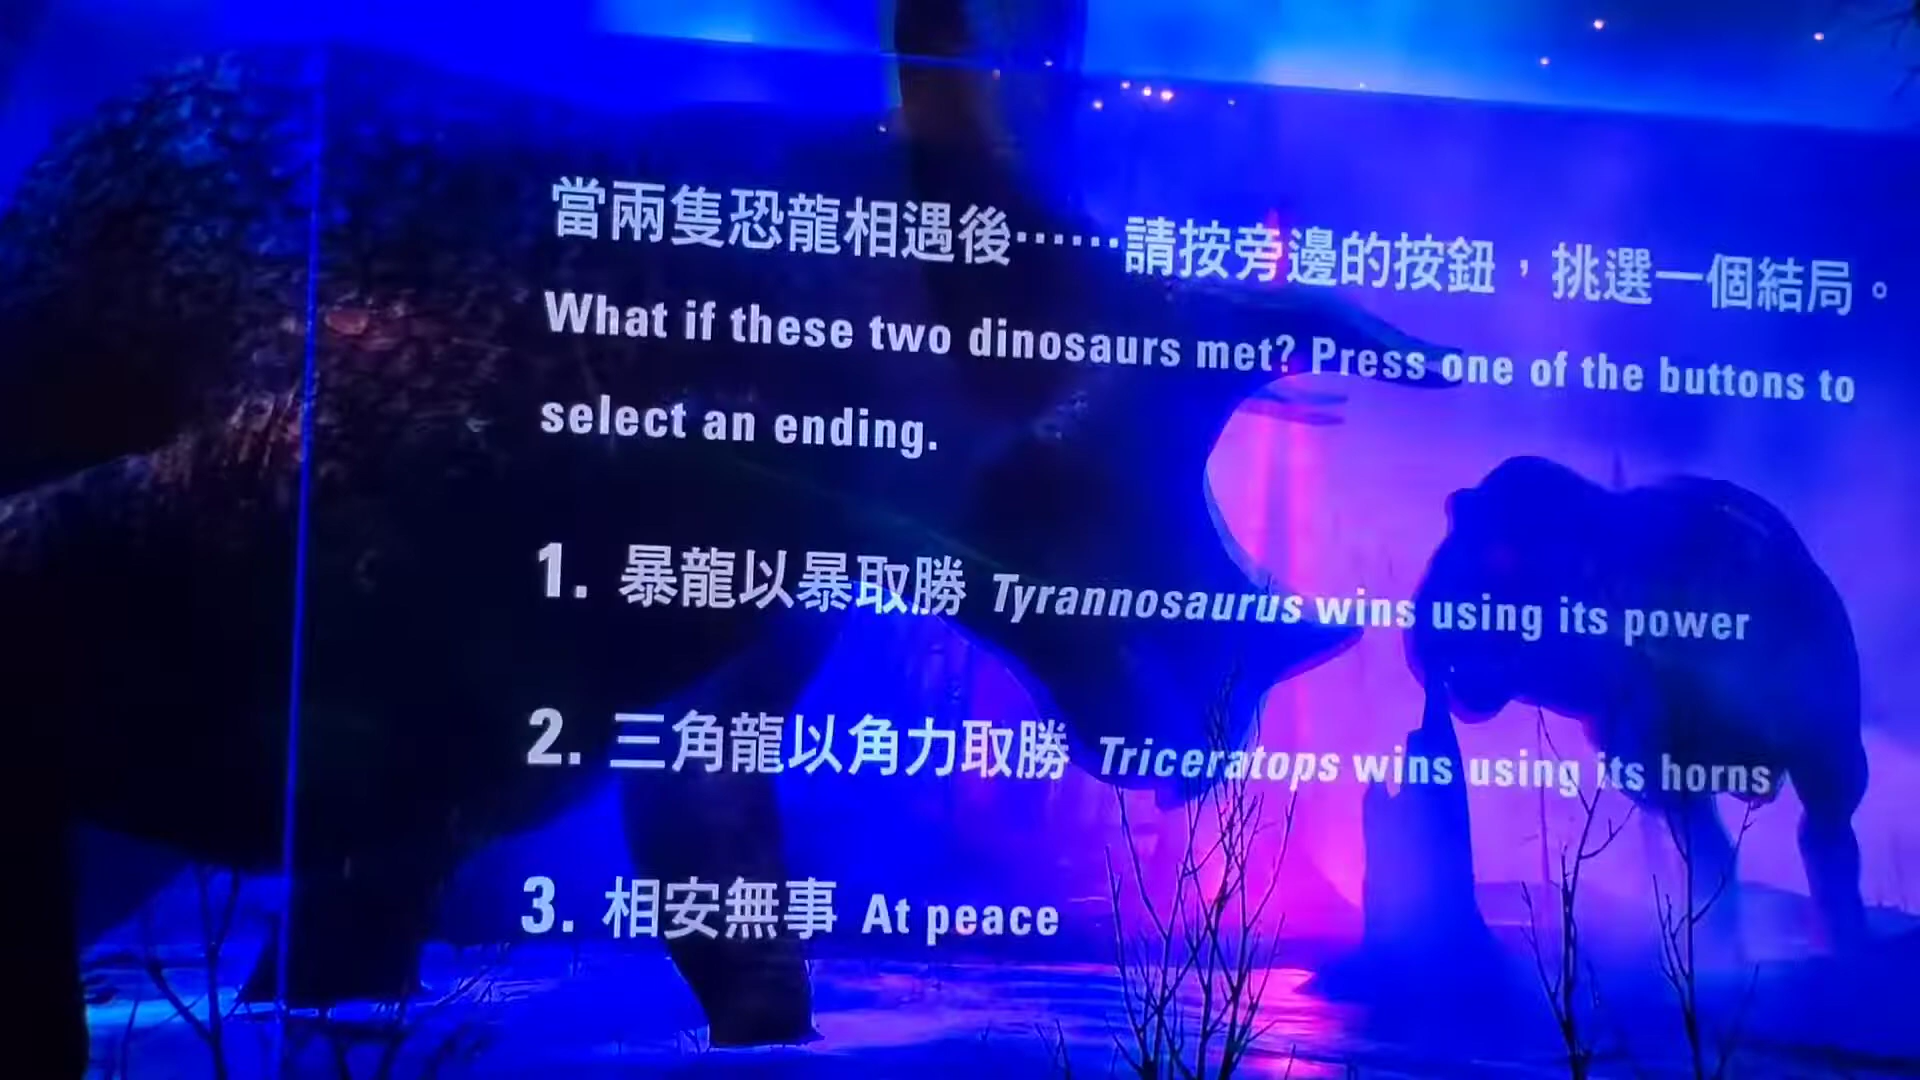 當兩隻恐龍相遇後⋯⋯請按旁邊的按鈕，挑選一個結局。
What if these two dinosaurs met? Press one of the buttons to
select an ending.
1. 暴龍以暴取勝 Tyrannosaurus wins using its power
2. 三角龍以角力取勝 Triceratops wins using its horns
3. 相安無事 At peace